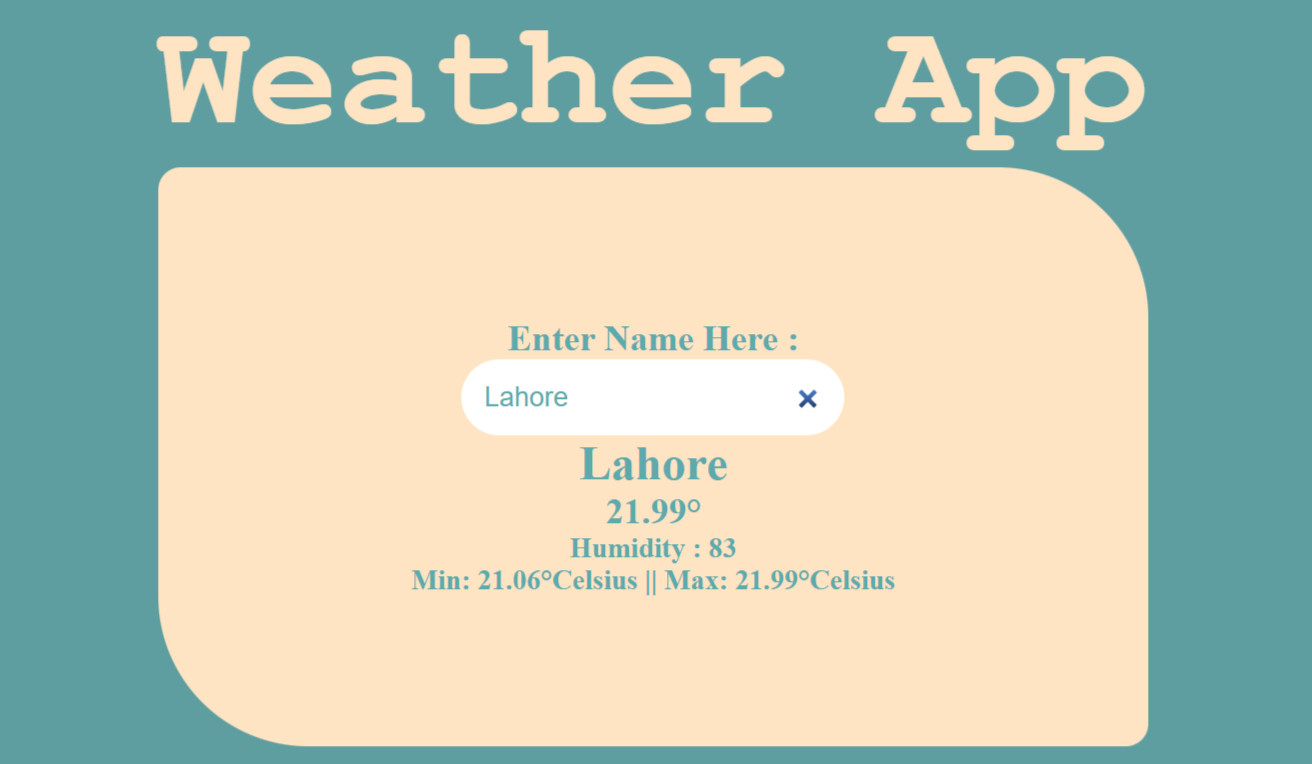 Weather App
Enter Name Here :
Lahore
Lahore
21.99°
Humidity : 83
Min: 21.06°Celsius || Max: 21.99°Celsius